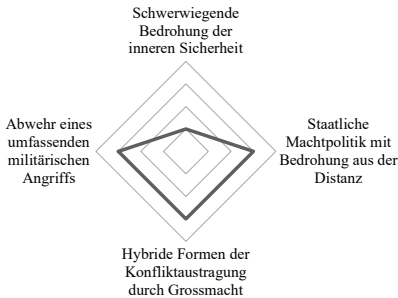 Schwerwiegende
Bedrohung der
inneren Sicherheit
Abwehr eines
umfassenden
militärischen
Angriffs
Staatliche
Machtpolitik mit
Bedrohung aus der
Distanz
Hybride Formen der
Konfliktaustragung
durch Grossmacht